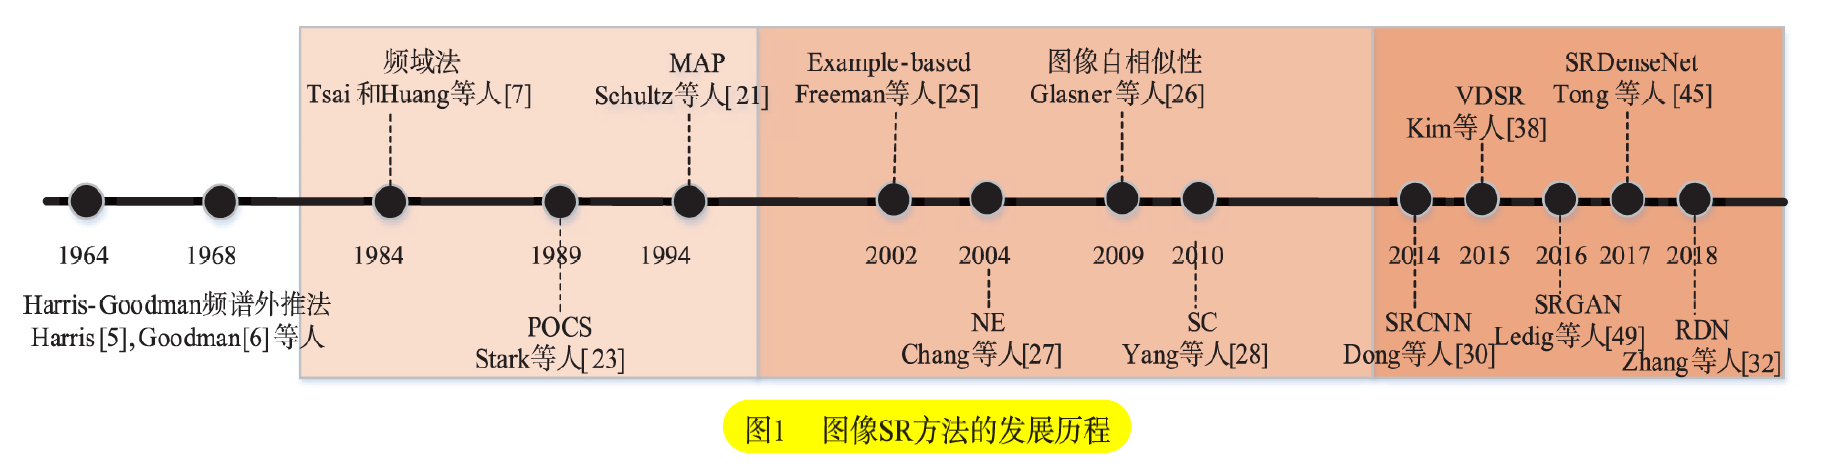 频域法
Tsai 和Huang等人[7]
MAP
Schultz等人[21]
Example-based
Freeman等人[25]
图像自相似性
Glasner 等人[26]
VDSR
Kim等人[38]
SRDenseNet
Tong 等人 [45]
1964
1968
1984
1989
1994
2002
2004
2009
2010
2014
2015
2016
2017
2018
Harris-Goodman频谱外推法
Harris[5],Goodman[6]等人
POCS
Stark等人[23]
NE
Chang等人[27]
SC
Yang等人[28]
SRCNN
Dong等人[30]
SRGAN
Ledig等人[49]
RDN
Zhang等人[32]
图1 图像SR方法的发展历程